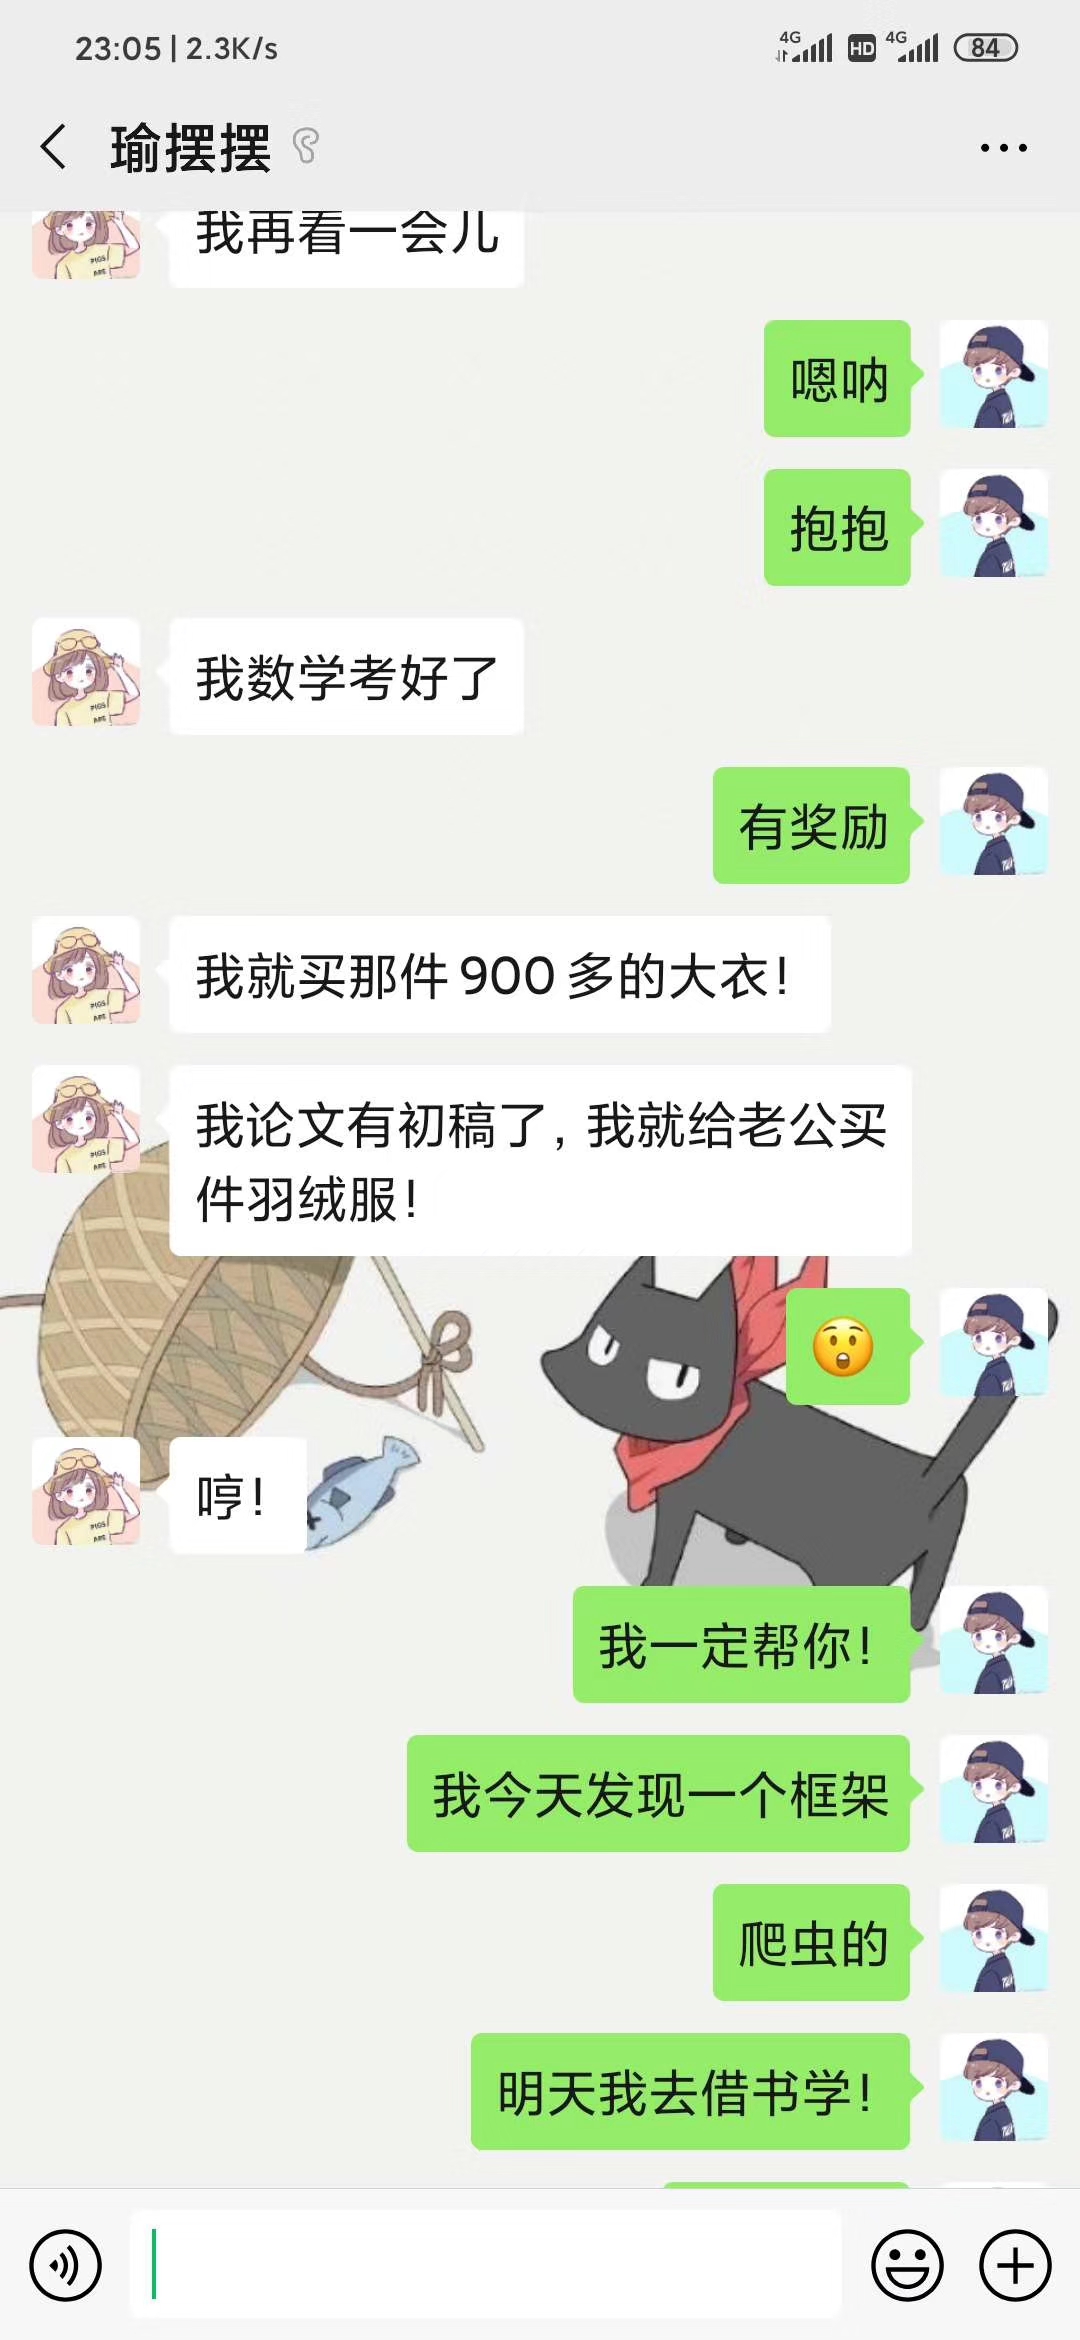 23:05 | 2.3K/s
4G HD 4G 84
瑜摆摆
我再看一会儿
嗯呐
抱抱
我数学考好了
有奖励
我就买那件900多的大衣！
我论文有初稿了，我就给老公买
件羽绒服！
哼！
我一定帮你！
我今天发现一个框架
爬虫的
明天我去借书学！